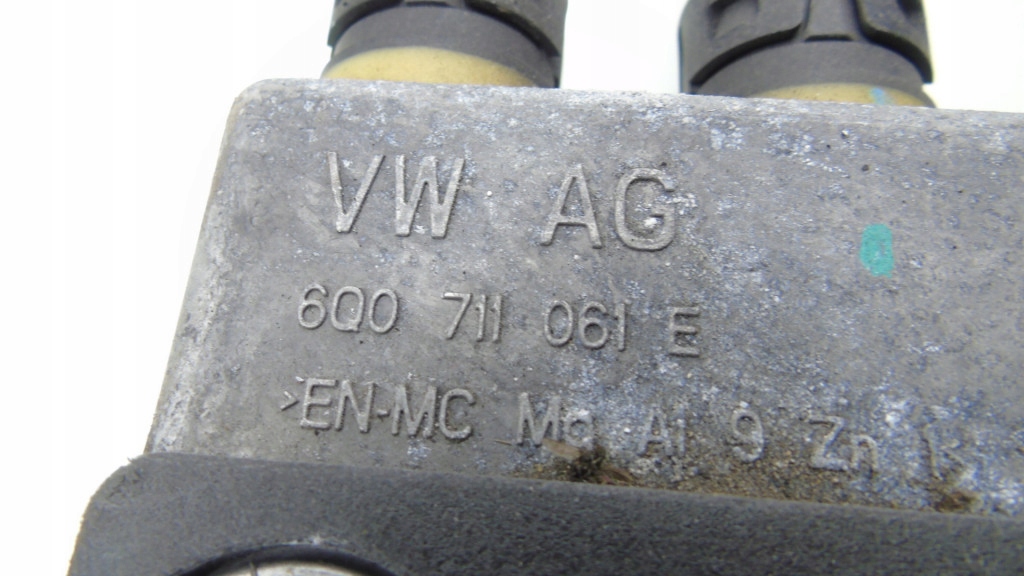 VW AG
6Q0 711 061 E
>EN-MC Mg Al 9 Zn